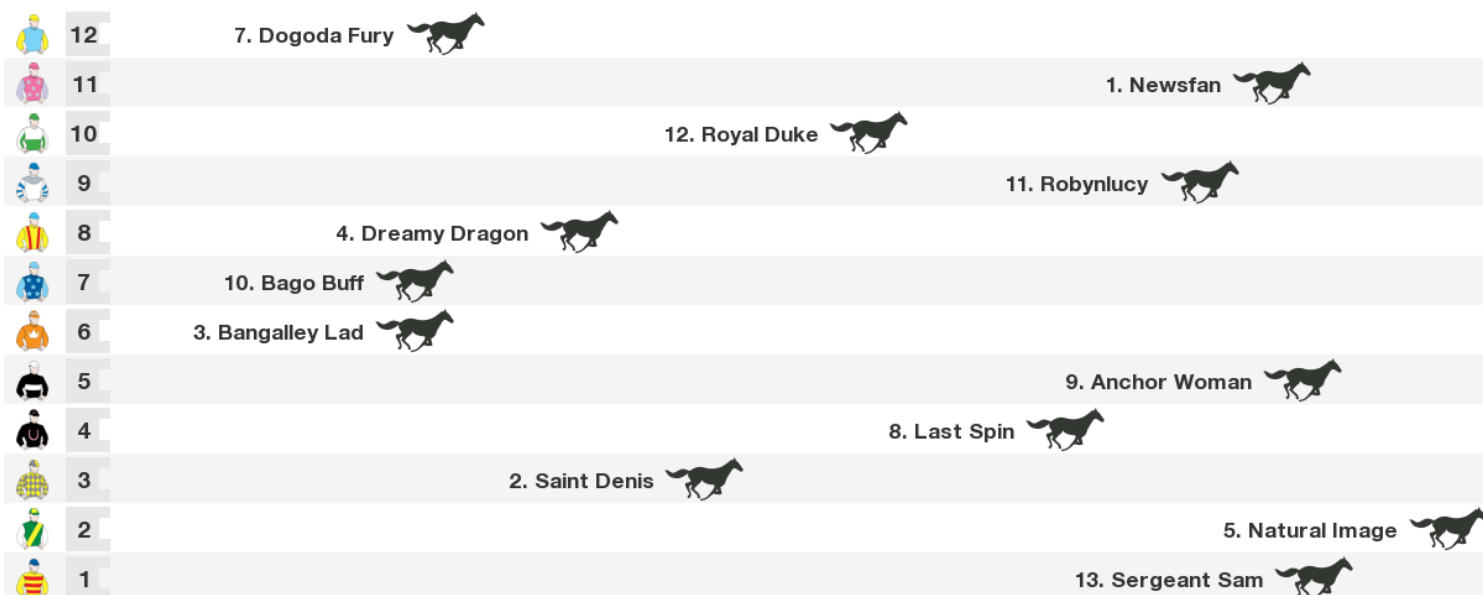 12 7. Dogoda Fury
11 1. Newsfan
10 12. Royal Duke
9 11. Robynlucy
8 4. Dreamy Dragon
7 10. Bago Buff
6 3. Bangalley Lad
5 9. Anchor Woman
4 8. Last Spin
3 2. Saint Denis
2 5. Natural Image
1 13. Sergeant Sam